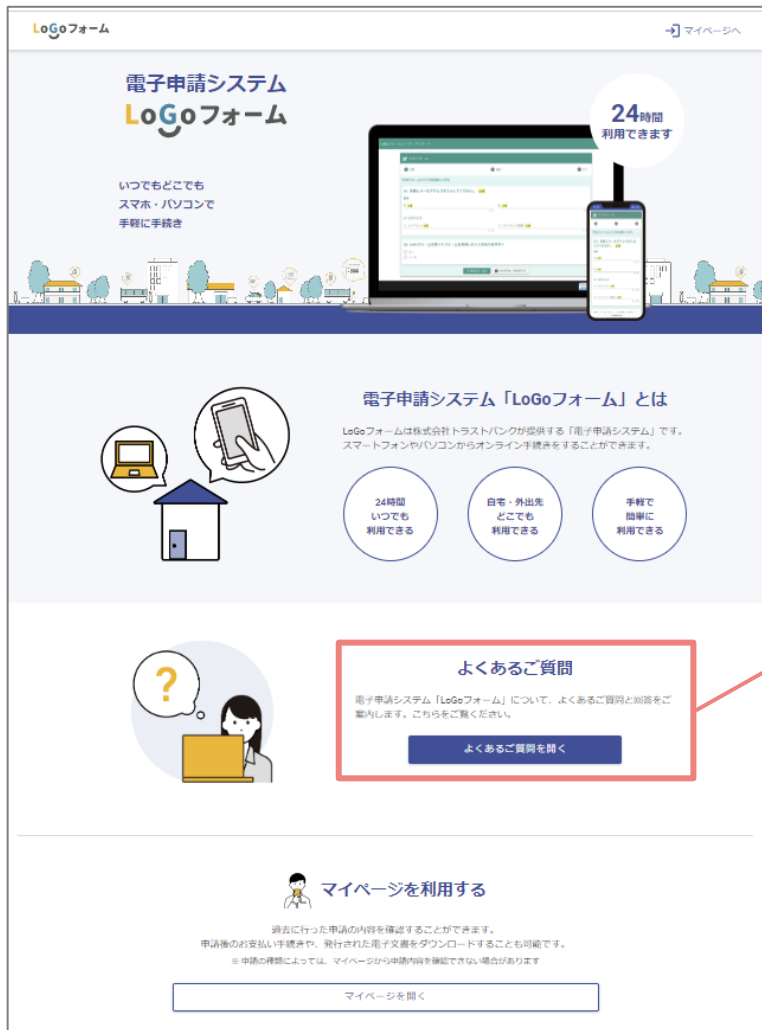 LoGoフォーム
マイページへ
電子申請システム
LoGoフォーム
24時間
利用できます
いつでもどこでも
スマホ・パソコンで
手軽に手続き
電子申請システム「LoGoフォーム」とは
LoGoフォームは株式会社トラストバンクが提供する「電子申請システム」です。
スマートフォンやパソコンからオンライン手続きをすることができます。
24時間
いつでも
利用できる
自宅・外出先
どこでも
利用できる
手軽で
簡単に
利用できる
?
よくあるご質問
電子申請システム「LoGoフォーム」について、よくあるご質問と回答をご
案内します。こちらをご覧ください。
よくあるご質問を開く
マイページを利用する
過去に行った申請の内容を確認することができます。
申請後のお支払い手続きや、発行された電子文書をダウンロードすることも可能です。
※ 申請の種類によっては、マイページから申請内容を確認できない場合があります
マイページを開く